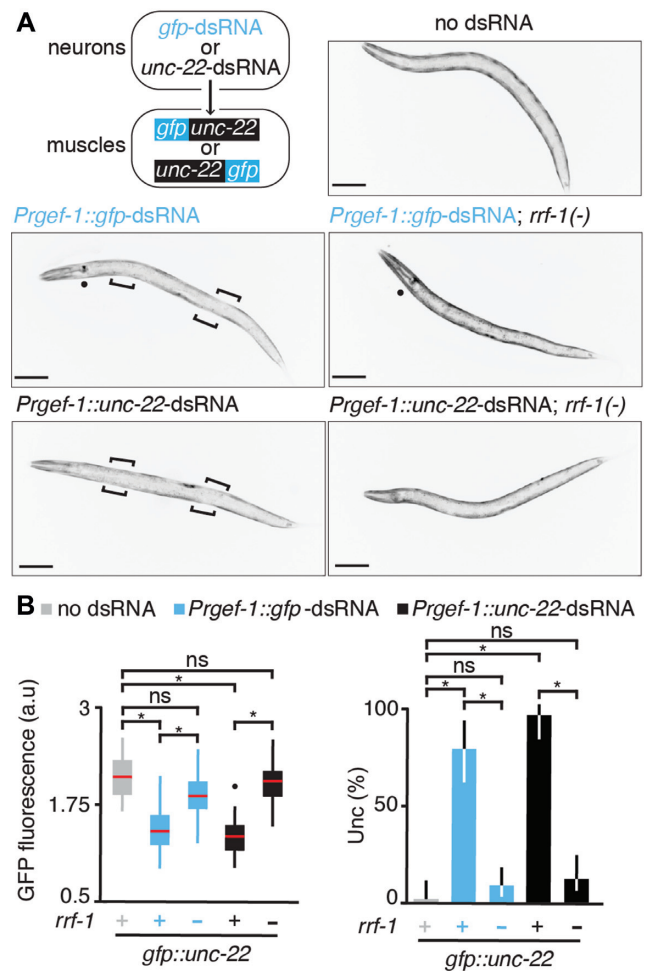 A
neurons
gfp-dsRNA
or
unc-22-dsRNA
muscles
gfp unc-22
or
unc-22 gfp
no dsRNA
Prgef-1::gfp-dsRNA
Prgef-1::gfp-dsRNA; rrf-1(-)
Prgef-1::unc-22-dsRNA
Prgef-1::unc-22-dsRNA; rrf-1(-)
B
no dsRNA Prgef-1::gfp-dsRNA Prgef-1::unc-22-dsRNA
GFP fluorescence (a.u)
3
1.75
0.5
ns
*
ns
* * *
rrf-1 + + – + –
gfp::unc-22
Unc (%)
100
50
0
ns
*
ns
* * *
rrf-1 + + – + –
gfp::unc-22